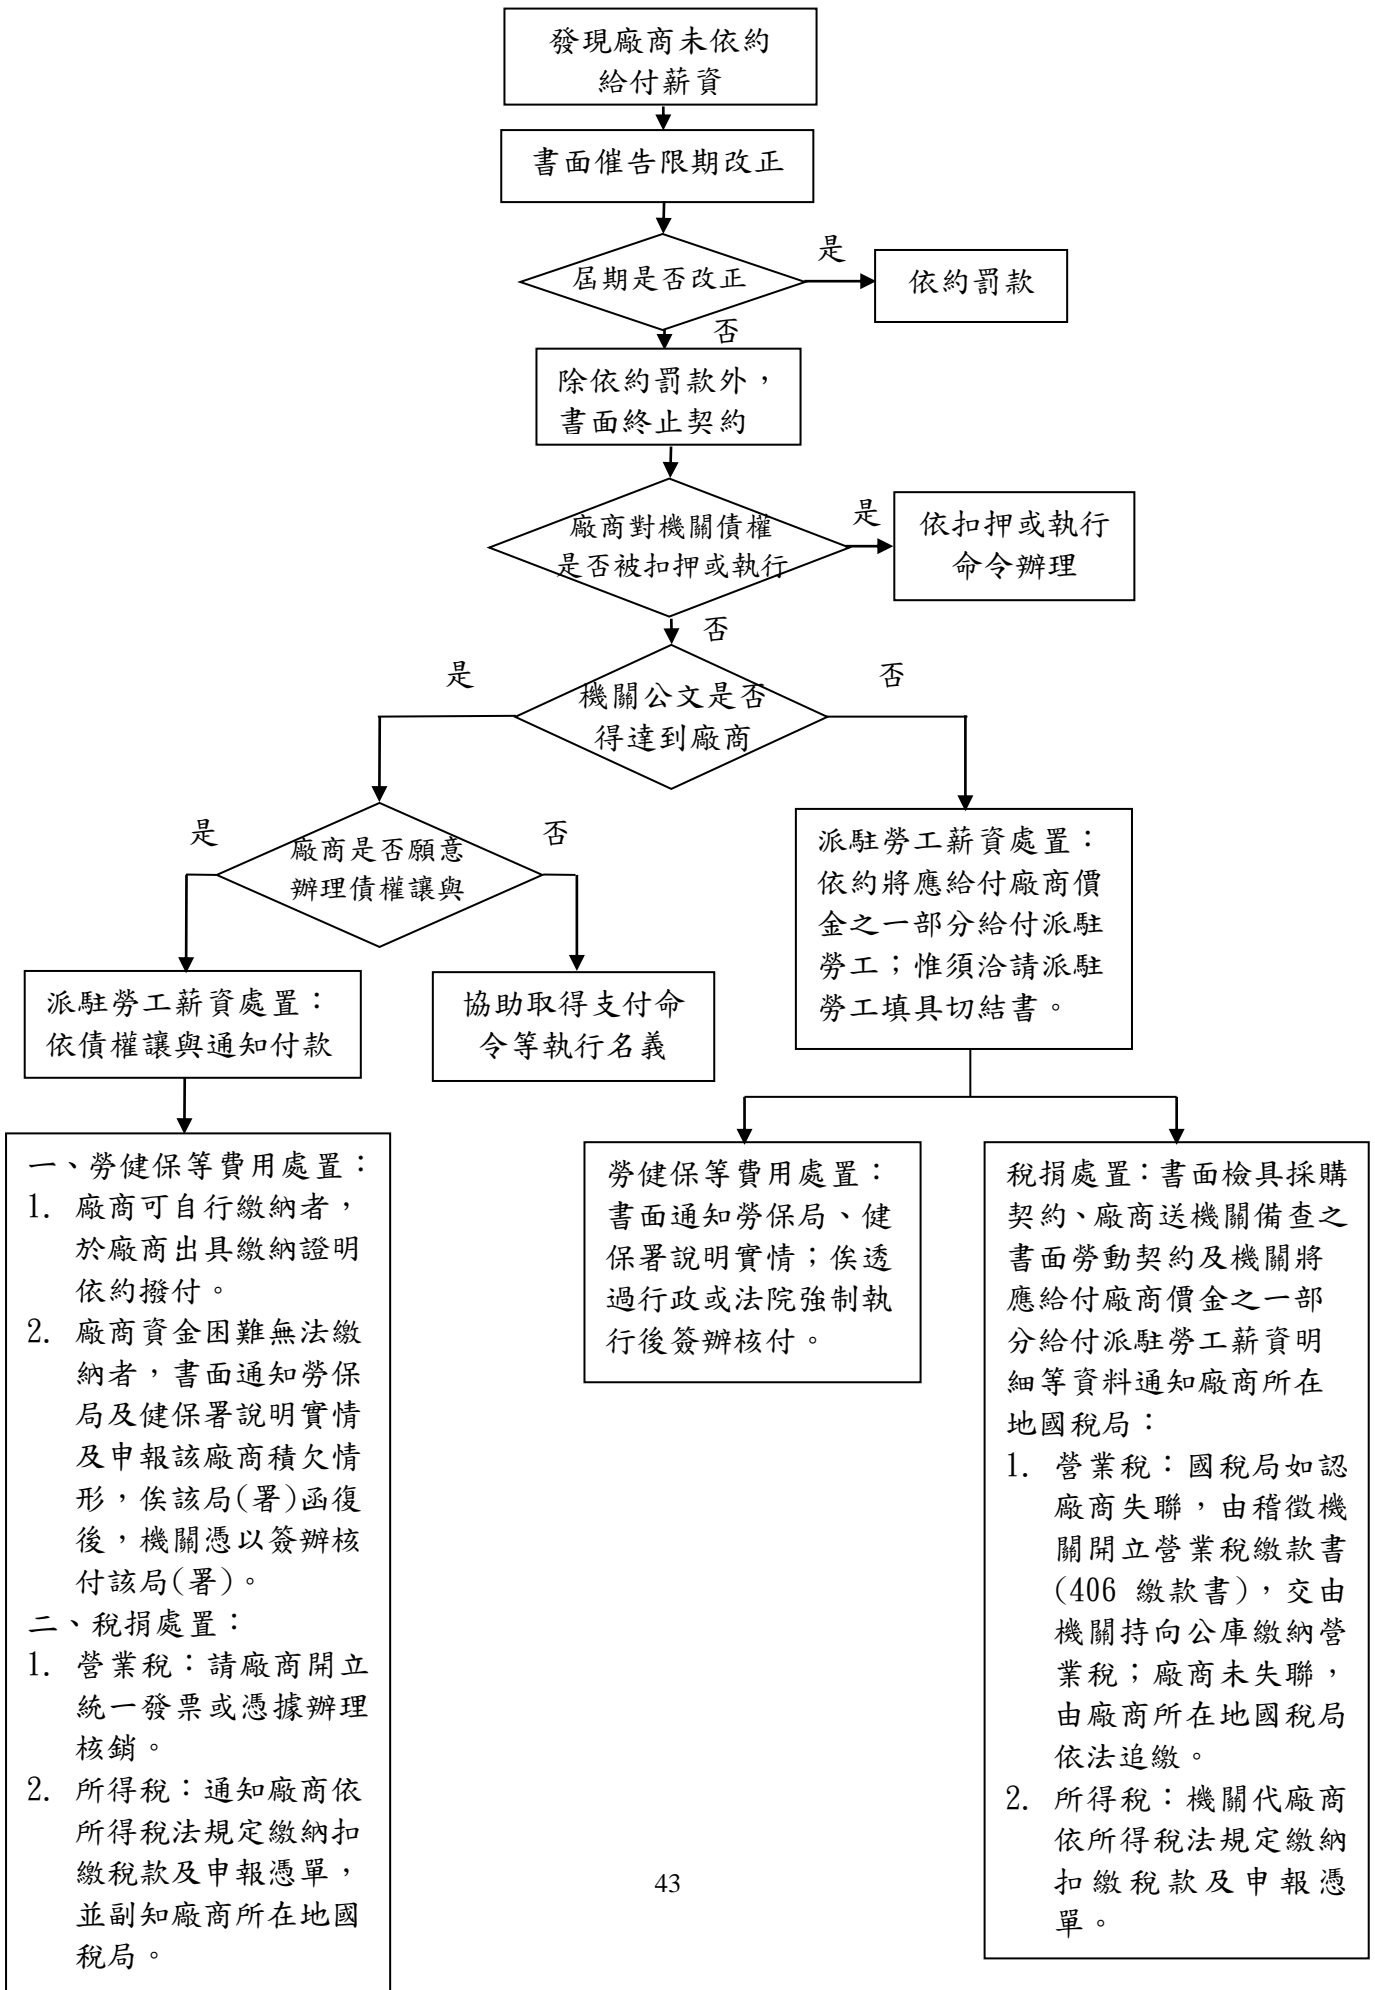 發現廠商未依約
給付薪資
書面催告限期改正
屆期是否改正
是
依約罰款
否
除依約罰款外，
書面終止契約
廠商對機關債權
是否被扣押或執行
是
依扣押或執行
命令辦理
否
機關公文是否
得達到廠商
是
否
廠商是否願意
辦理債權讓與
是
否
派駐勞工薪資處置：
依約將應給付廠商價
金之一部分給付派駐
勞工；惟須洽請派駐
勞工填具切結書。
派駐勞工薪資處置：
依債權讓與通知付款
協助取得支付命
令等執行名義
一、勞健保等費用處置：
1. 廠商可自行繳納者，
於廠商出具繳納證明
依約撥付。
2. 廠商資金困難無法繳
納者，書面通知勞保
局及健保署說明實情
及申報該廠商積欠情
形，俟該局(署)函復
後，機關憑以簽辦核
付該局(署)。
二、稅捐處置：
1. 營業稅：請廠商開立
統一發票或憑據辦理
核銷。
2. 所得稅：通知廠商依
所得稅法規定繳納扣
繳稅款及申報憑單，
並副知廠商所在地國
稅局。
勞健保等費用處置：
書面通知勞保局、健
保署說明實情；俟透
過行政或法院強制執
行後簽辦核付。
稅捐處置：書面檢具採購
契約、廠商送機關備查之
書面勞動契約及機關將
應給付廠商價金之一部
分給付派駐勞工薪資明
細等資料通知廠商所在
地國稅局：
1. 營業稅：國稅局如認
廠商失聯，由稽徵機
關開立營業稅繳款書
(406 繳款書)，交由
機關持向公庫繳納營
業稅；廠商未失聯，
由廠商所在地國稅局
依法追繳。
2. 所得稅：機關代廠商
依所得稅法規定繳納
扣繳稅款及申報憑
單。
43